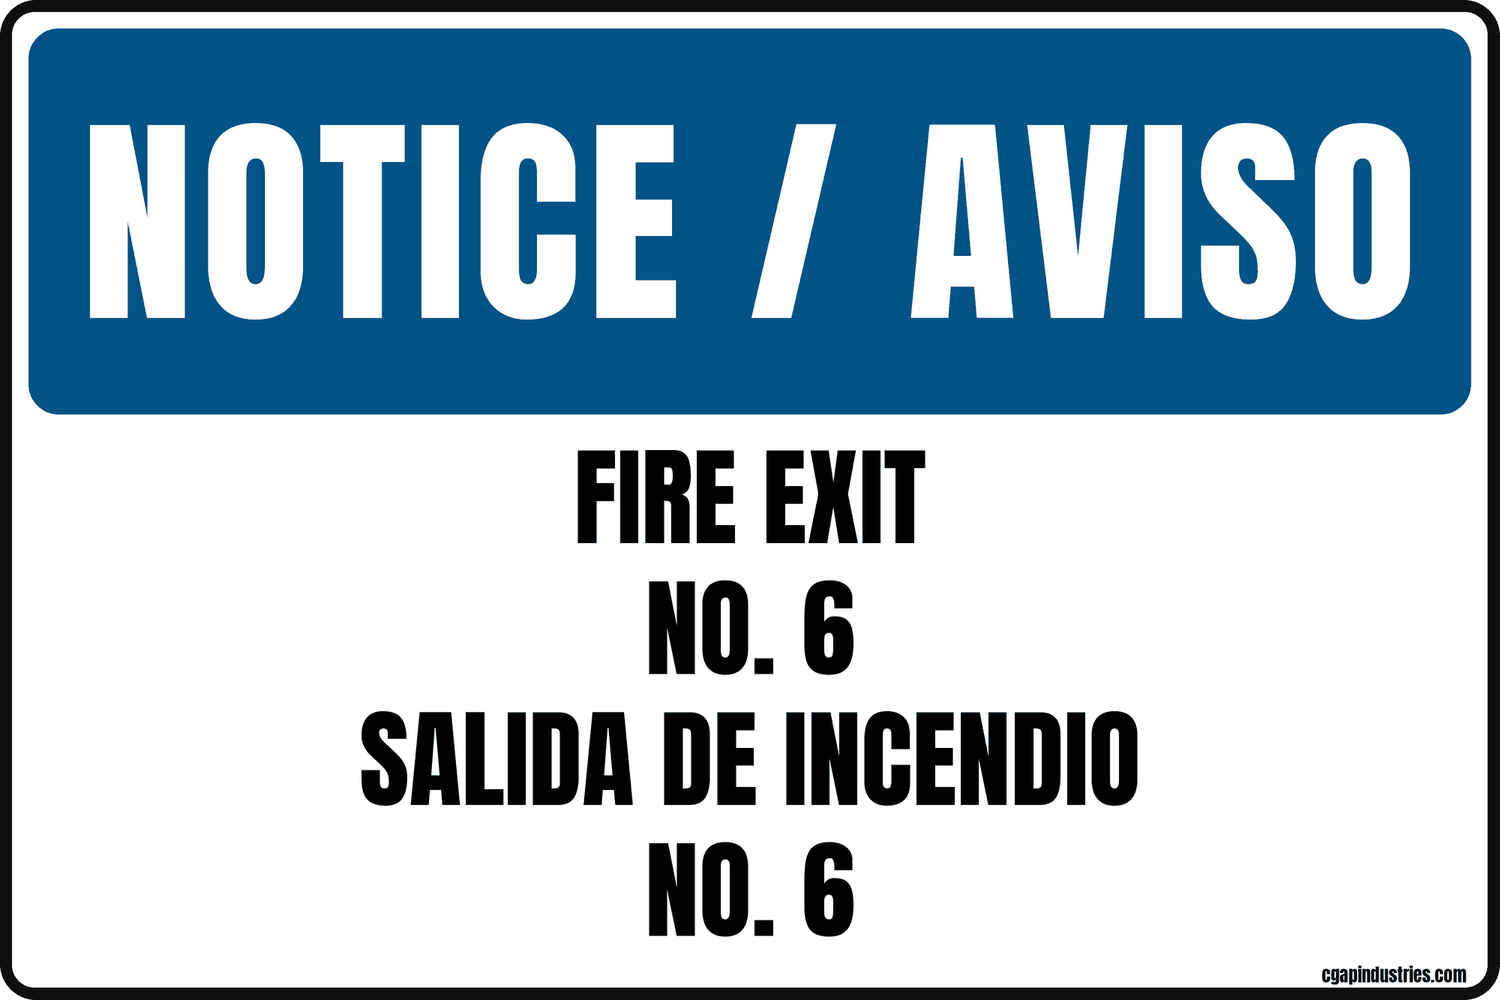 NOTICE / AVISO
FIRE EXIT
NO. 6
SALIDA DE INCENDIO
NO. 6
cgapindustries.com